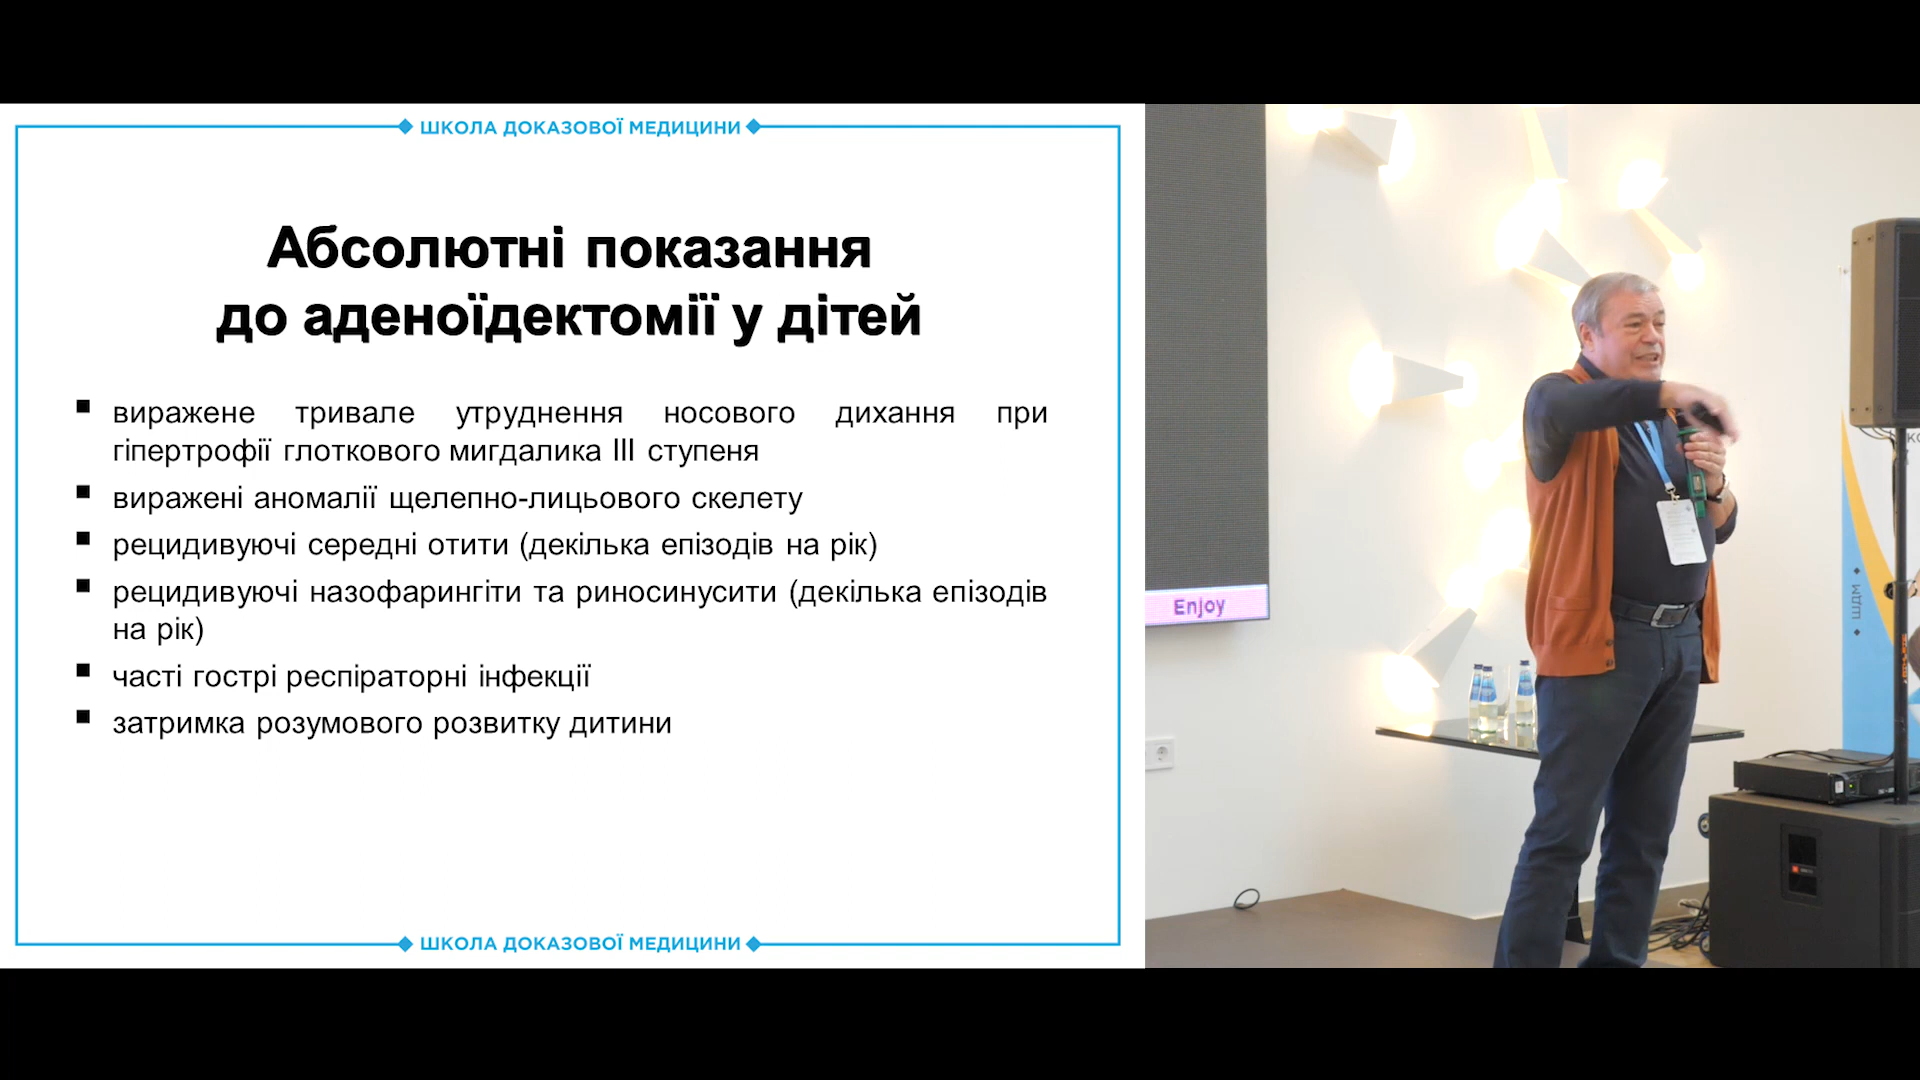 ШКОЛА ДОКАЗОВОЇ МЕДИЦИНИ
Абсолютні показання
до аденоїдектомії у дітей
виражене тривале утруднення носового дихання при
гіпертрофії глоткового мигдалика III ступеня
виражені аномалії щелепно-лицьового скелету
рецидивуючі середні отити (декілька епізодів на рік)
рецидивуючі назофарингіти та риносинусити (декілька епізодів
на рік)
часті гострі респіраторні інфекції
затримка розумового розвитку дитини
ШКОЛА ДОКАЗОВОЇ МЕДИЦИНИ
Enjoy
ШДМ